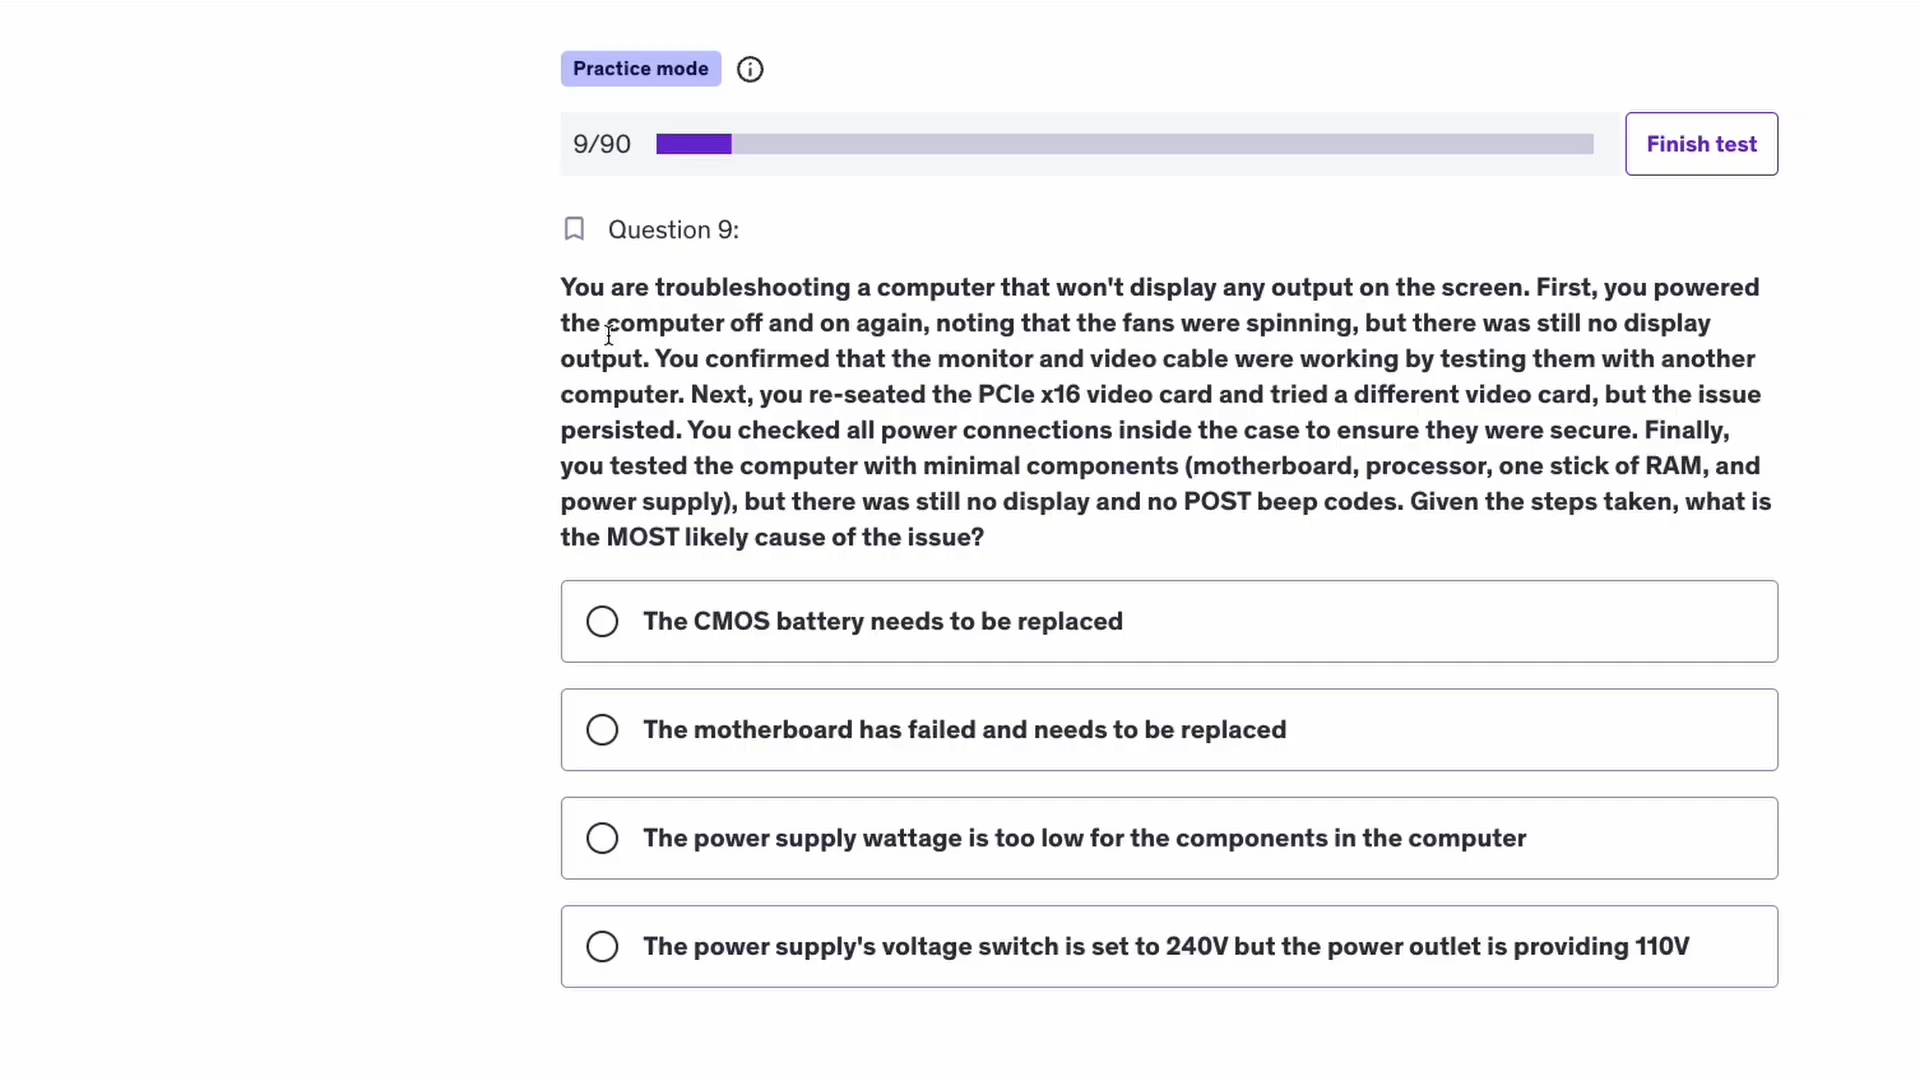 Practice mode
9/90
Finish test
Question 9:
You are troubleshooting a computer that won't display any output on the screen. First, you powered
the computer off and on again, noting that the fans were spinning, but there was still no display
output. You confirmed that the monitor and video cable were working by testing them with another
computer. Next, you re-seated the PCIe x16 video card and tried a different video card, but the issue
persisted. You checked all power connections inside the case to ensure they were secure. Finally,
you tested the computer with minimal components (motherboard, processor, one stick of RAM, and
power supply), but there was still no display and no POST beep codes. Given the steps taken, what is
the MOST likely cause of the issue?
The CMOS battery needs to be replaced
The motherboard has failed and needs to be replaced
The power supply wattage is too low for the components in the computer
The power supply's voltage switch is set to 240V but the power outlet is providing 110V